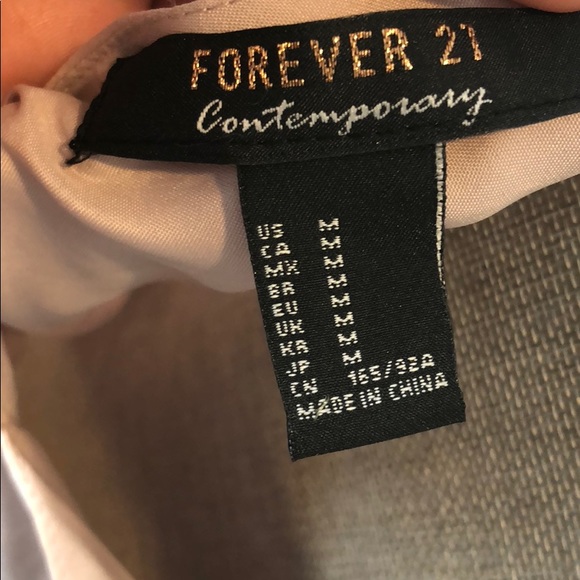 FOREVER 21
Contemporary
US M
CA M
MX M
BR M
EU M
UK M
KR M
JP M
CN 165/92A
MADE IN CHINA